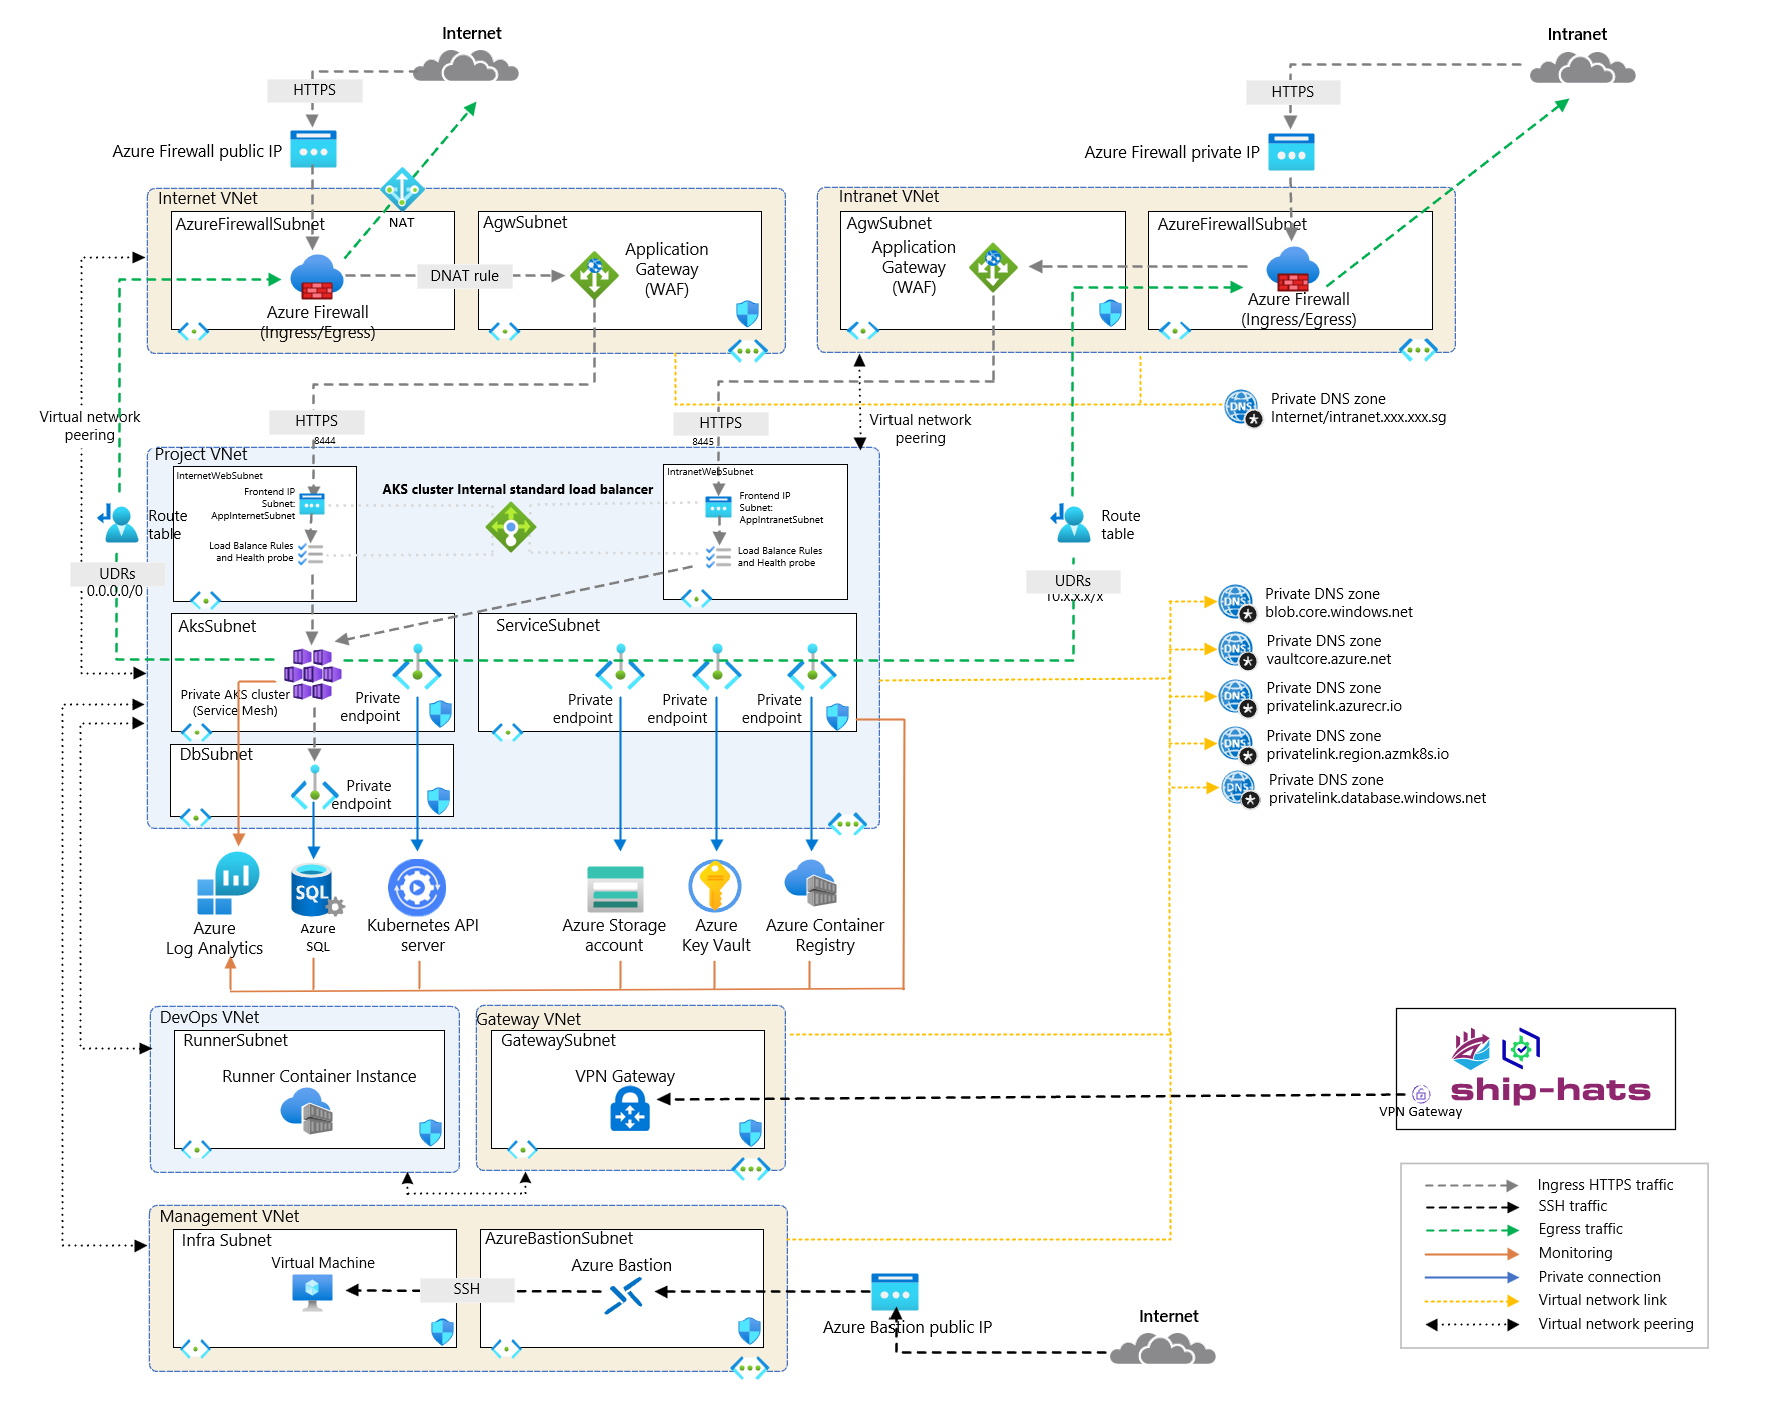 Internet
Intranet
HTTPS
HTTPS
Azure Firewall public IP
Azure Firewall private IP
Internet VNet
Intranet VNet
AzureFirewallSubnet
NAT
AgwSubnet
AgwSubnet
AzureFirewallSubnet
Application
Gateway
(WAF)
DNAT rule
Azure Firewall
(Ingress/Egress)
Application
Gateway
(WAF)
Azure Firewall
(Ingress/Egress)
Virtual network
peering
HTTPS
8444
HTTPS
8445
Virtual network
peering
DNS
Private DNS zone
Internet/intranet.xxx.xxx.sg
Project VNet
InternetWebSubnet
Frontend IP
Subnet:
AppInternetSubnet
Load Balance Rules
and Health probe
AKS cluster Internal standard load balancer
IntranetWebSubnet
Frontend IP
Subnet:
AppIntranetSubnet
Load Balance Rules
and Health probe
Route
table
Route
table
UDRs
0.0.0.0/0
UDRs
10.x.x.x/x
AksSubnet
Private AKS cluster
(Service Mesh)
Private
endpoint
ServiceSubnet
Private
endpoint
Private
endpoint
Private
endpoint
DNS
Private DNS zone
blob.core.windows.net
DNS
Private DNS zone
vaultcore.azure.net
DNS
Private DNS zone
privatelink.azurecr.io
DNS
Private DNS zone
privatelink.region.azmk8s.io
DNS
Private DNS zone
privatelink.database.windows.net
DbSubnet
Private
endpoint
SQL
Azure
Log Analytics
Azure
SQL
Kubernetes API
server
Azure Storage
account
Azure
Key Vault
Azure Container
Registry
DevOps VNet
RunnerSubnet
Runner Container Instance
Gateway VNet
GatewaySubnet
VPN Gateway
ship-hats
VPN Gateway
Management VNet
Infra Subnet
Virtual Machine
SSH
AzureBastionSubnet
Azure Bastion
Azure Bastion public IP
Internet
Ingress HTTPS traffic
SSH traffic
Egress traffic
Monitoring
Private connection
Virtual network link
Virtual network peering